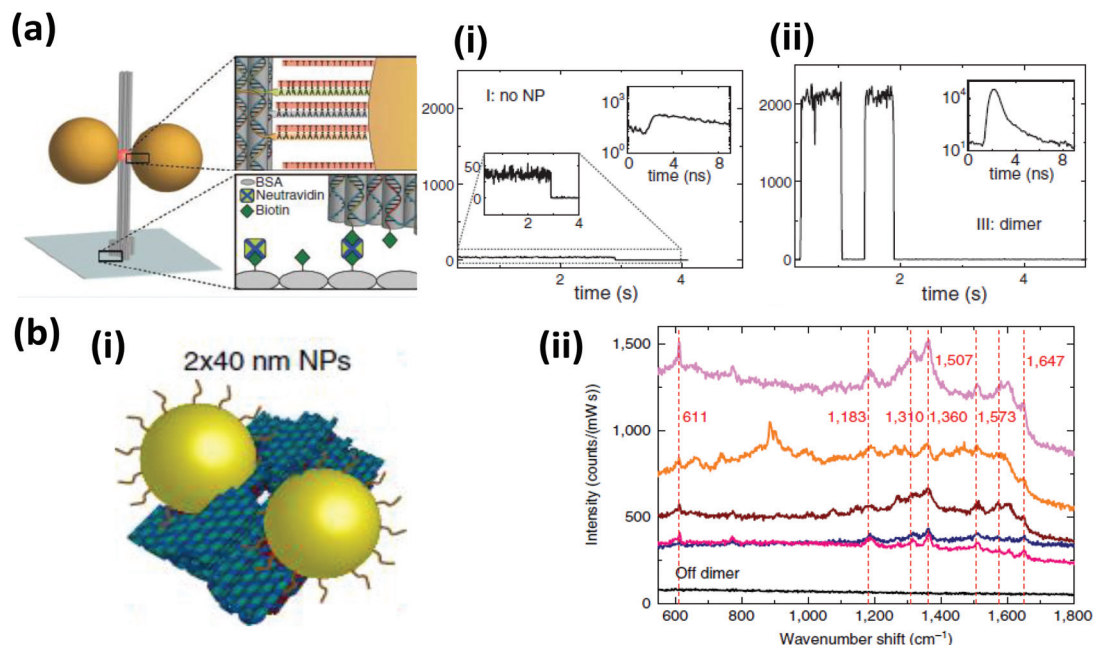 (a)
BSA
Neutravidin
Biotin
(i)
2500
2000
1000
0
I: no NP
50
0
2
4
10³
10¹
0
4
8
time (ns)
2
4
time (s)
(ii)
2000
1000
0
10⁴
10¹
0
4
8
time (ns)
III: dimer
2
4
time (s)
(b)
(i)
2x40 nm NPs
(ii)
Intensity (counts/(mW s))
1,500
1,000
500
0
611
1,183
1,310
1,360
1,507
1,573
1,647
Off dimer
600
800
1,000
1,200
1,400
1,600
1,800
Wavenumber shift (cm⁻¹)